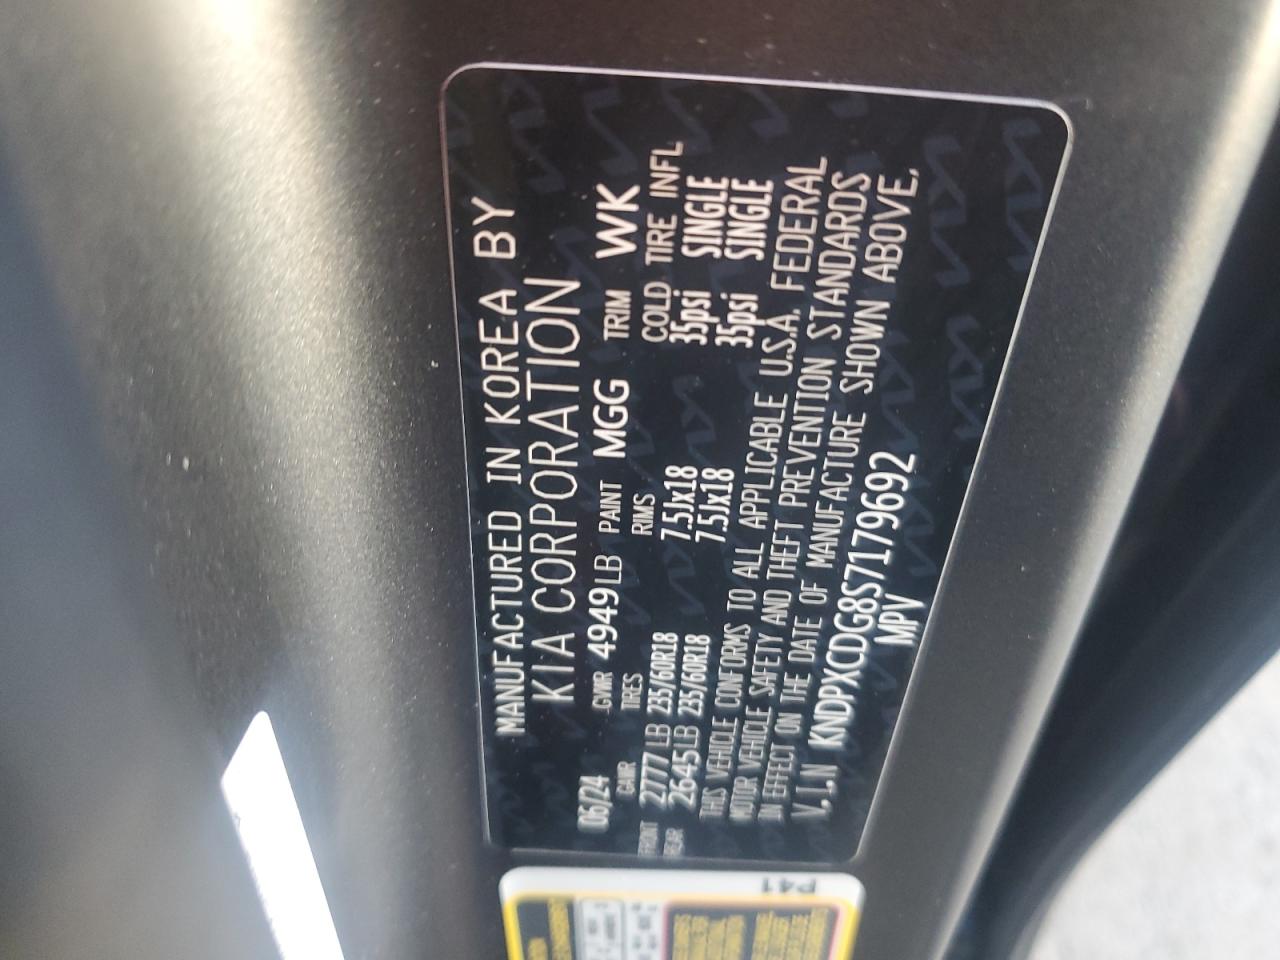 MANUFACTURED IN KOREA BY
KIA CORPORATION
06/24 GVWR 4949LB PAINT MGG TRIM WK
GAWR TIRES RIMS COLD TIRE INFL
FRONT 2777LB 235/60R18 7.5Jx18 35psi SINGLE
REAR 2645LB 235/60R18 7.5Jx18 35psi SINGLE
THIS VEHICLE CONFORMS TO ALL APPLICABLE U.S.A. FEDERAL
MOTOR VEHICLE SAFETY AND THEFT PREVENTION STANDARDS
IN EFFECT ON THE DATE OF MANUFACTURE SHOWN ABOVE.
V.I.N KNDPXCDG8S7179692
MPV
P41